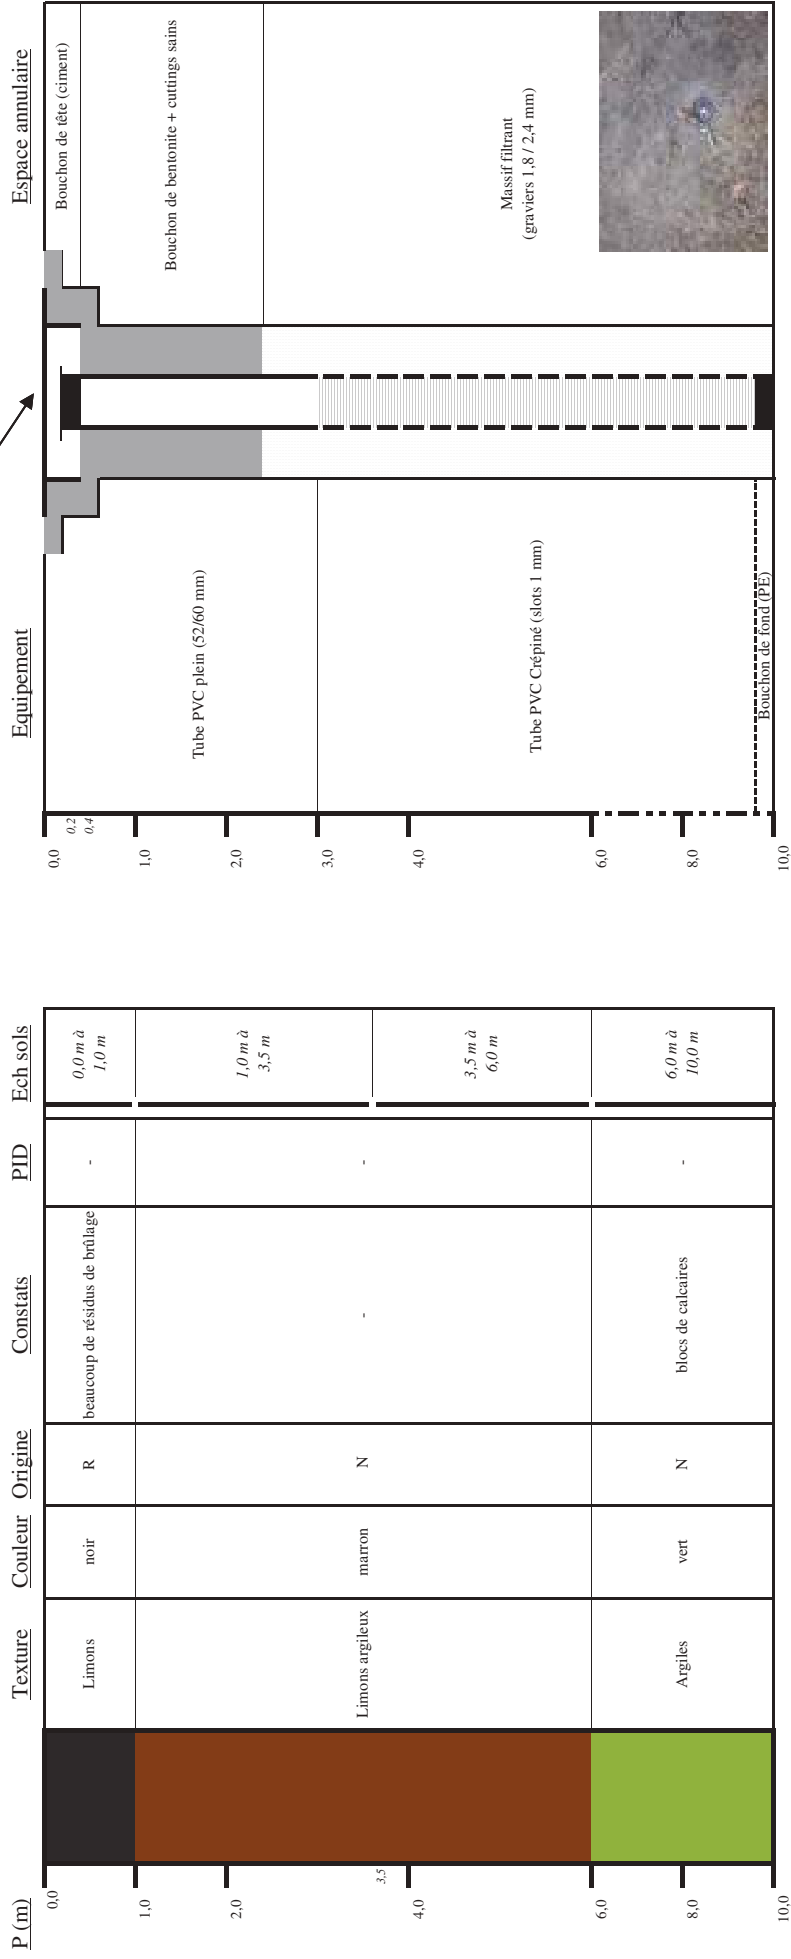 P (m)
Texture
Couleur
Origine
Constats
PID
Ech sols
Equipement
Espace annulaire
0,0
1,0
2,0
3,5
4,0
6,0
8,0
10,0
Limons
noir
R
beaucoup de résidus de brûlage
-
0,0 m à
1,0 m
Limons argileux
marron
N
-
-
1,0 m à
3,5 m
3,5 m à
6,0 m
Argiles
vert
N
blocs de calcaires
-
6,0 m à
10,0 m
0,0
0,2
0,4
1,0
2,0
3,0
4,0
6,0
8,0
10,0
Tube PVC plein (52/60 mm)
Tube PVC Crépiné (slots 1 mm)
Bouchon de fond (PE)
Bouchon de tête (ciment)
Bouchon de bentonite + cuttings sains
Massif filtrant
(graviers 1,8 / 2,4 mm)